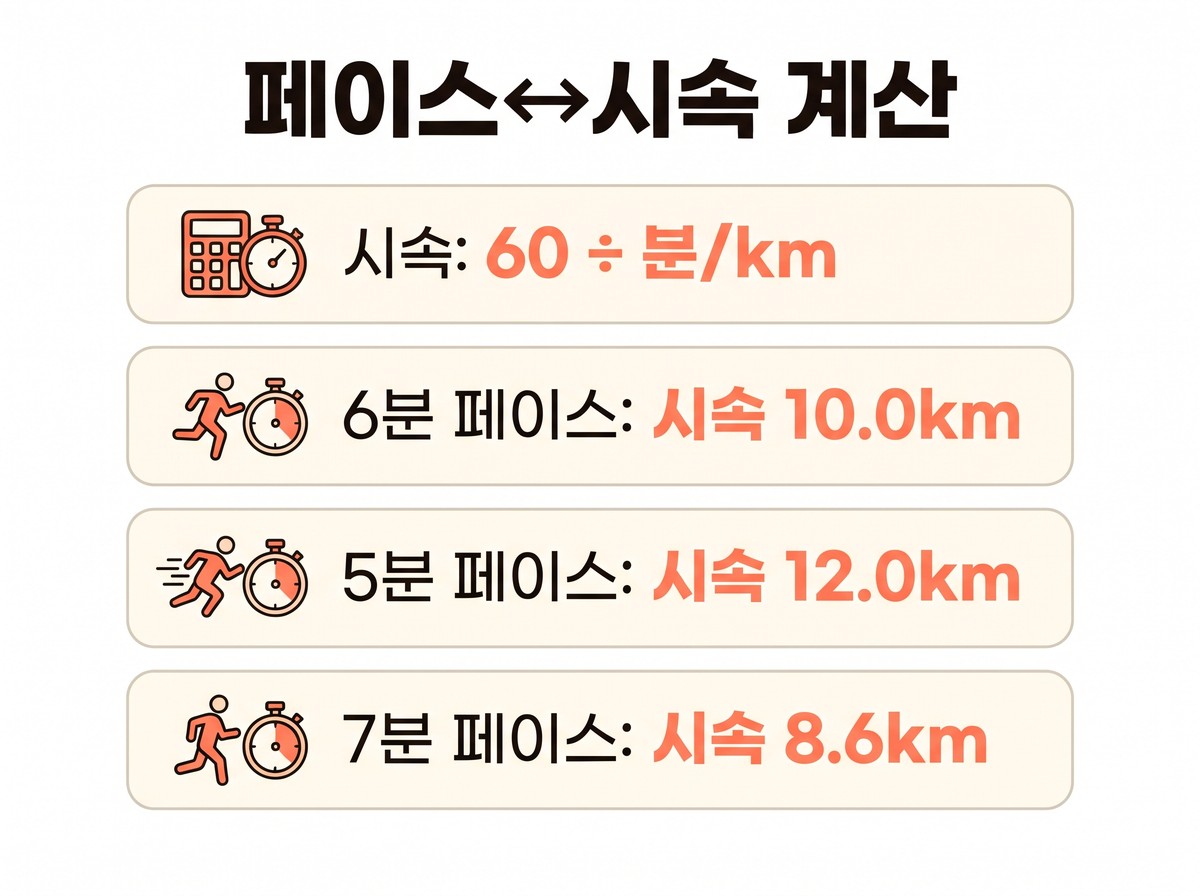 페이스↔시속 계산
시속: 60 ÷ 분/km
6분 페이스: 시속 10.0km
5분 페이스: 시속 12.0km
7분 페이스: 시속 8.6km